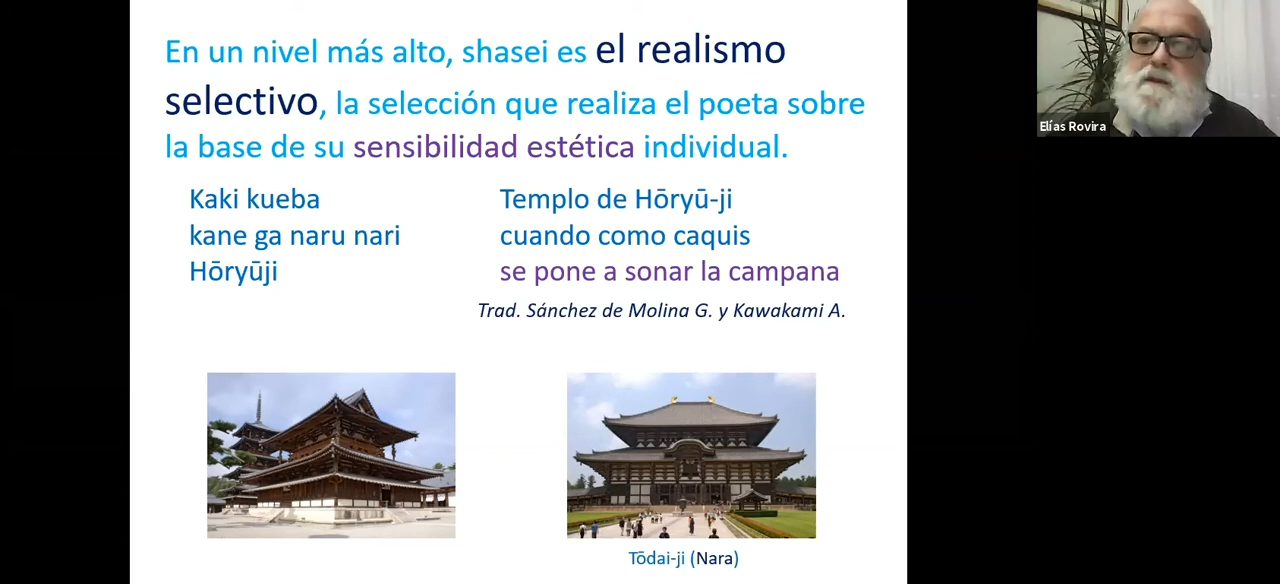 En un nivel más alto, shasei es el realismo
selectivo, la selección que realiza el poeta sobre
la base de su sensibilidad estética individual.
Kaki kueba
kane ga naru nari
Hōryūji
Templo de Hōryū-ji
cuando como caquis
se pone a sonar la campana
Trad. Sánchez de Molina G. y Kawakami A.
Tōdai-ji (Nara)
Elías Rovira